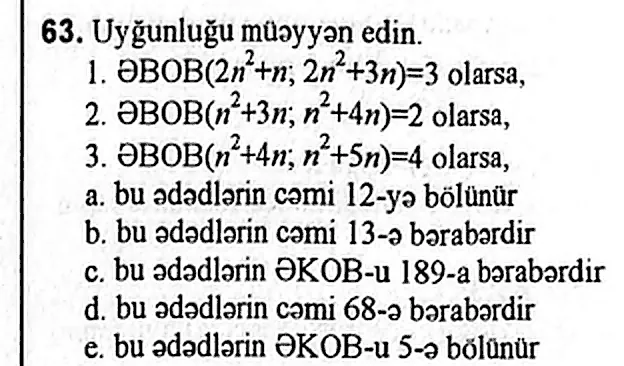 63. Uyğunluğu müəyyən edin.
1. ƏBOB(2n²+n; 2n²+3n)=3 olarsa,
2. ƏBOB(n²+3n; n²+4n)=2 olarsa,
3. ƏBOB(n²+4n; n²+5n)=4 olarsa,
a. bu ədədlərin cəmi 12-yə bölünür
b. bu ədədlərin cəmi 13-ə bərabərdir
c. bu ədədlərin ƏKOB-u 189-a bərabərdir
d. bu ədədlərin cəmi 68-ə bərabərdir
e. bu ədədlərin ƏKOB-u 5-ə bölünür